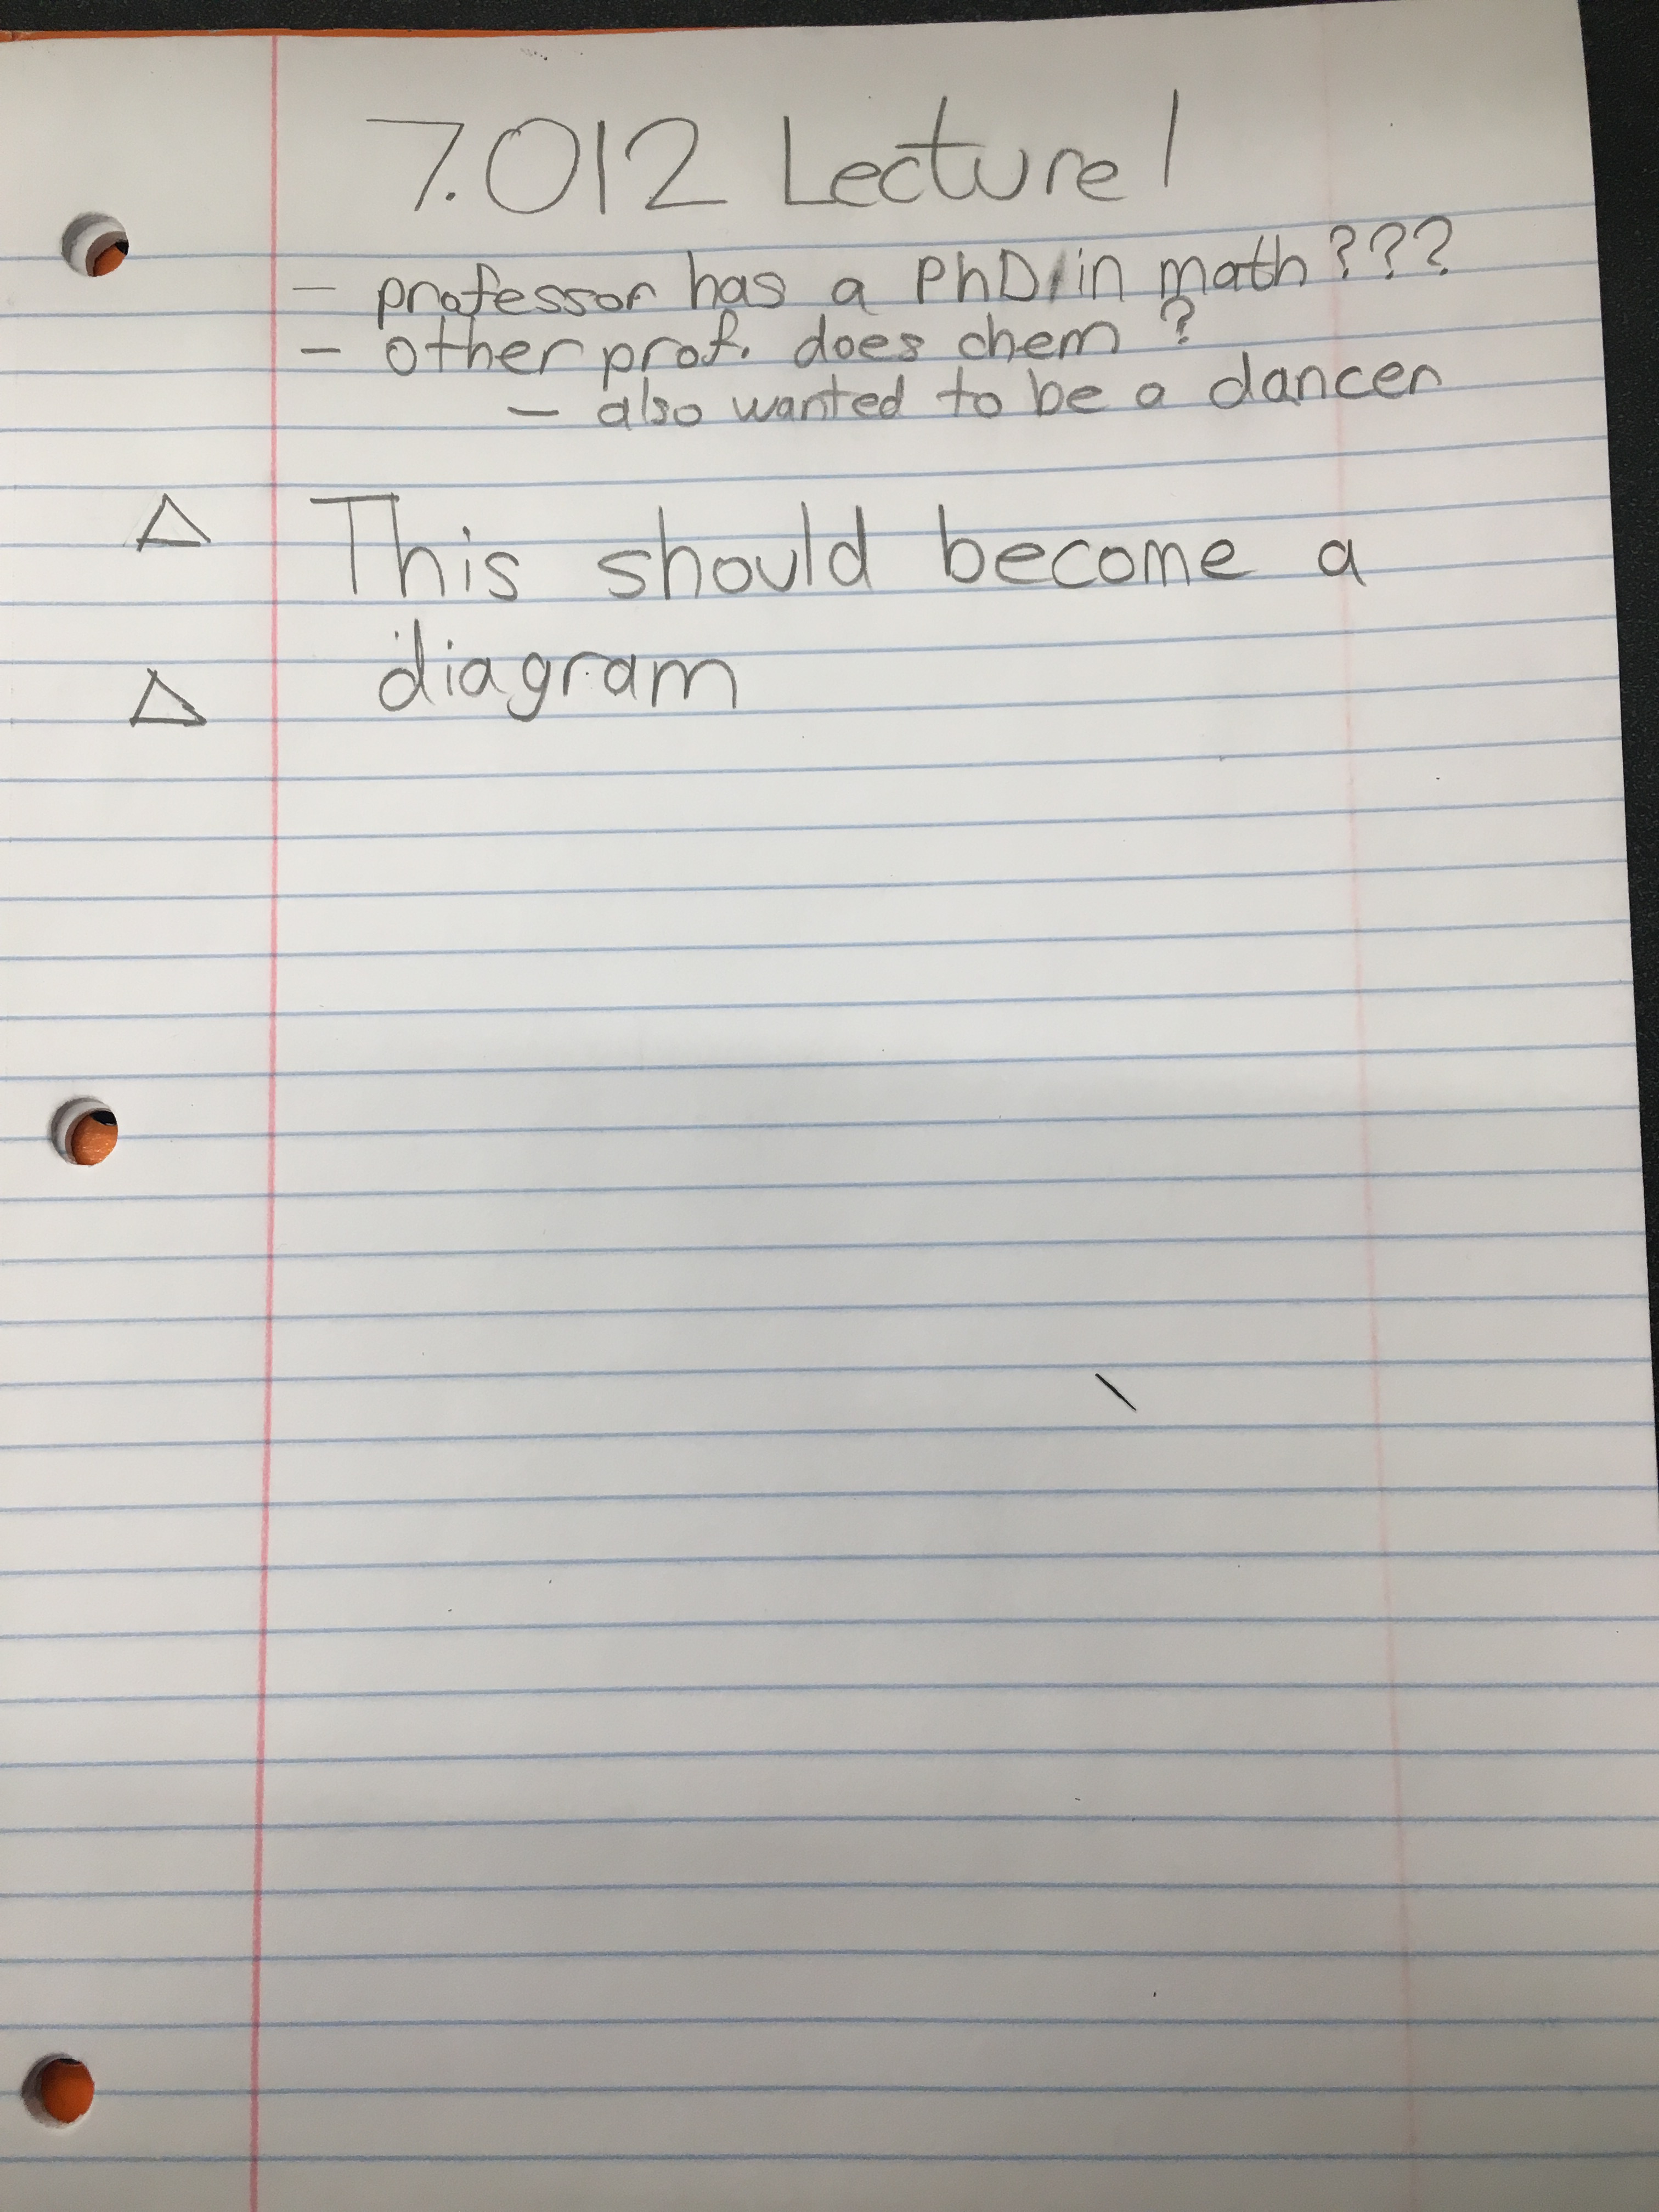 7.012 Lecture 1
- professor has a PhD in math ???
- other prof. does chem ?
- also wanted to be a dancer
△ This should become a
△ diagram